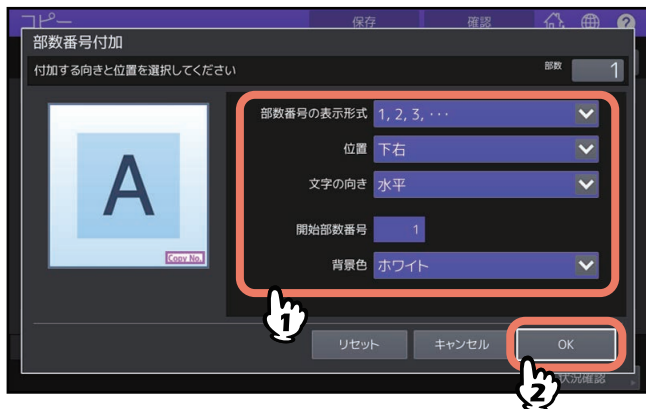 コピー 保存 確認
部数番号付加
付加する向きと位置を選択してください 部数 1
部数番号の表示形式 1, 2, 3, ···
位置 下右
文字の向き 水平
A
開始部数番号 1
Copy No.
背景色 ホワイト
1
リセット キャンセル OK
2
状況確認